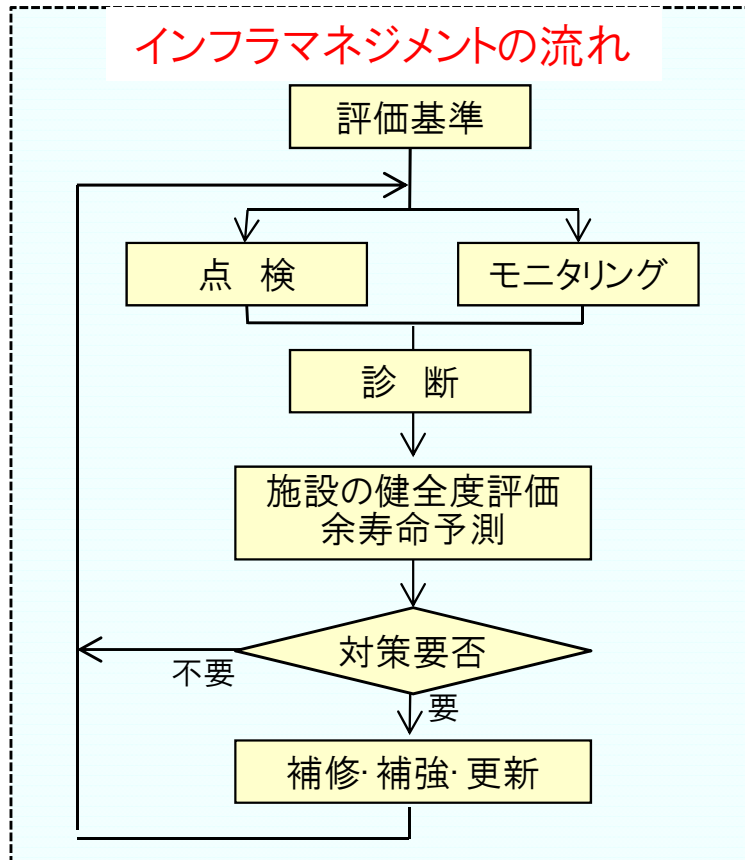 インフラマネジメントの流れ
評価基準
点 検
モニタリング
診 断
施設の健全度評価
余寿命予測
対策要否
不要
要
補修・補強・更新